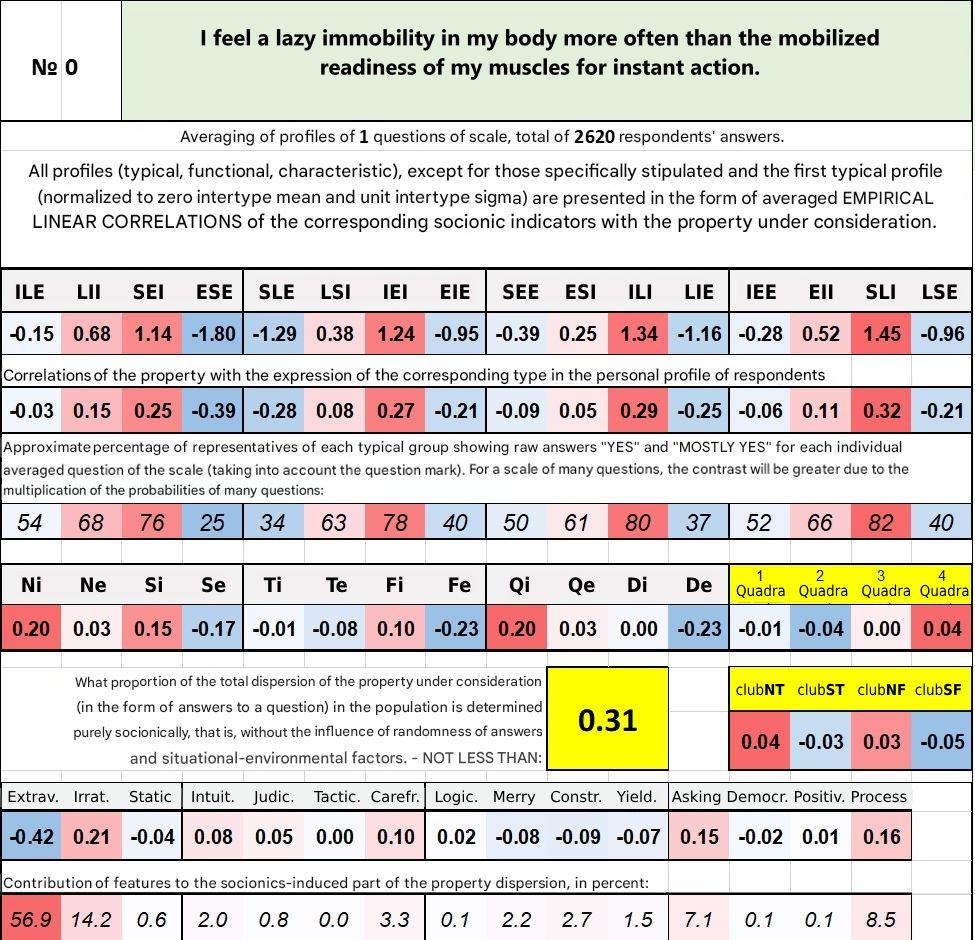 № 0
I feel a lazy immobility in my body more often than the mobilized
readiness of my muscles for instant action.
Averaging of profiles of 1 questions of scale, total of 2620 respondents' answers.
All profiles (typical, functional, characteristic), except for those specifically stipulated and the first typical profile
(normalized to zero intertype mean and unit intertype sigma) are presented in the form of averaged EMPIRICAL
LINEAR CORRELATIONS of the corresponding socionic indicators with the property under consideration.
ILE LII SEI ESE SLE LSI IEI EIE SEE ESI ILI LIE IEE EII SLI LSE
-0.15 0.68 1.14 -1.80 -1.29 0.38 1.24 -0.95 -0.39 0.25 1.34 -1.16 -0.28 0.52 1.45 -0.96
Correlations of the property with the expression of the corresponding type in the personal profile of respondents
-0.03 0.15 0.25 -0.39 -0.28 0.08 0.27 -0.21 -0.09 0.05 0.29 -0.25 -0.06 0.11 0.32 -0.21
Approximate percentage of representatives of each typical group showing raw answers "YES" and "MOSTLY YES" for each individual
averaged question of the scale (taking into account the question mark). For a scale of many questions, the contrast will be greater due to the
multiplication of the probabilities of many questions:
54 68 76 25 34 63 78 40 50 61 80 37 52 66 82 40
Ni Ne Si Se Ti Te Fi Fe Qi Qe Di De 1 Quadra 2 Quadra 3 Quadra 4 Quadra
0.20 0.03 0.15 -0.17 -0.01 -0.08 0.10 -0.23 0.20 0.03 0.00 -0.23 -0.01 -0.04 0.00 0.04
What proportion of the total dispersion of the property under consideration
(in the form of answers to a question) in the population is determined
purely socionically, that is, without the influence of randomness of answers
and situational-environmental factors. - NOT LESS THAN:
0.31
clubNT clubST clubNF clubSF
0.04 -0.03 0.03 -0.05
Extrav. Irrat. Static Intuit. Judic. Tactic. Carefr. Logic. Merry Constr. Yield. Asking Democr. Positiv. Process
-0.42 0.21 -0.04 0.08 0.05 0.00 0.10 0.02 -0.08 -0.09 -0.07 0.15 -0.02 0.01 0.16
Contribution of features to the socionics-induced part of the property dispersion, in percent:
56.9 14.2 0.6 2.0 0.8 0.0 3.3 0.1 2.2 2.7 1.5 7.1 0.1 0.1 8.5